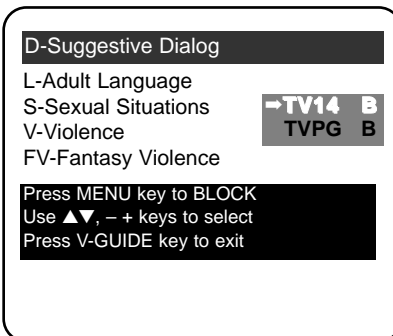 D-Suggestive Dialog
L-Adult Language
S-Sexual Situations
V-Violence
FV-Fantasy Violence
➡TV14 B
TVPG B
Press MENU key to BLOCK
Use ▲▼, – + keys to select
Press V-GUIDE key to exit